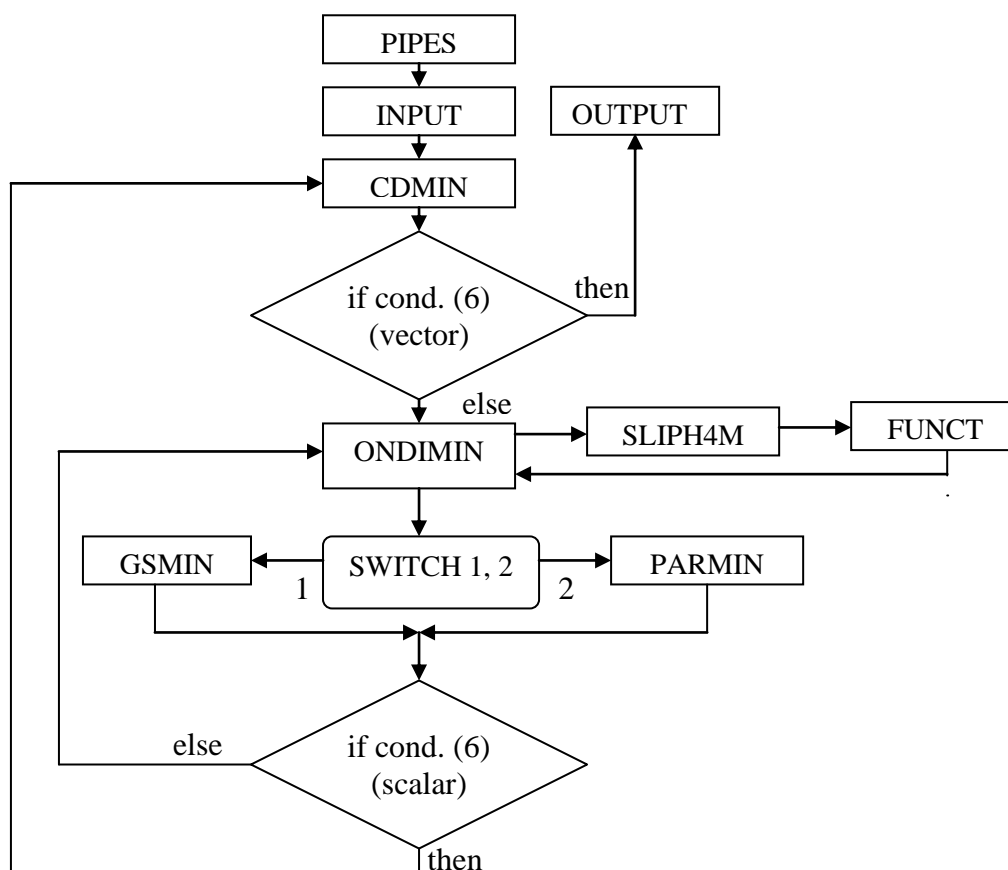 PIPES
INPUT
OUTPUT
CDMIN
if cond. (6)
(vector)
then
else
ONDIMIN
SLIPH4M
FUNCT
GSMIN
SWITCH 1, 2
PARMIN
1
2
if cond. (6)
(scalar)
else
then